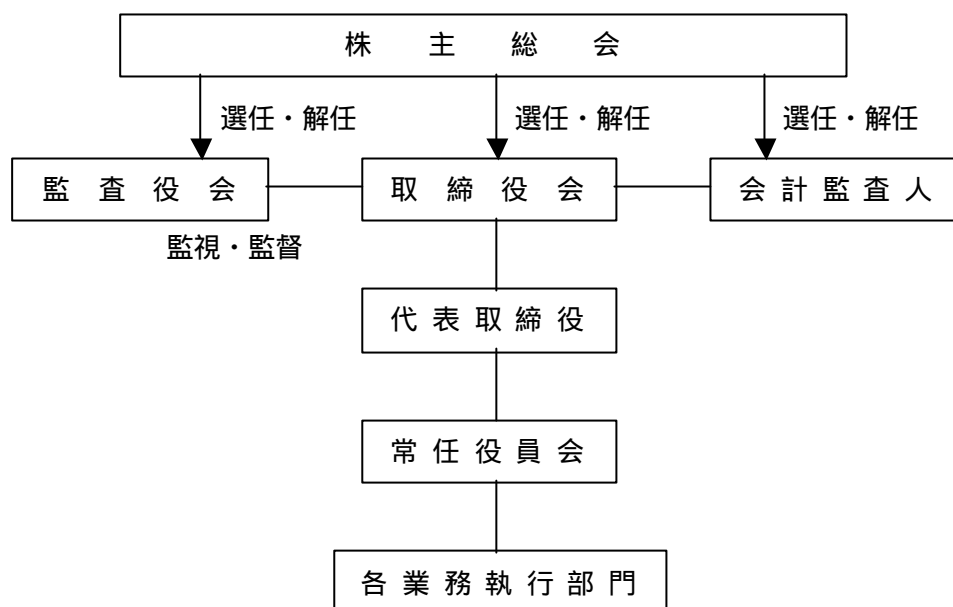 株主総会
選任・解任
選任・解任
選任・解任
監査役会
取締役会
会計監査人
監視・監督
代表取締役
常任役員会
各業務執行部門